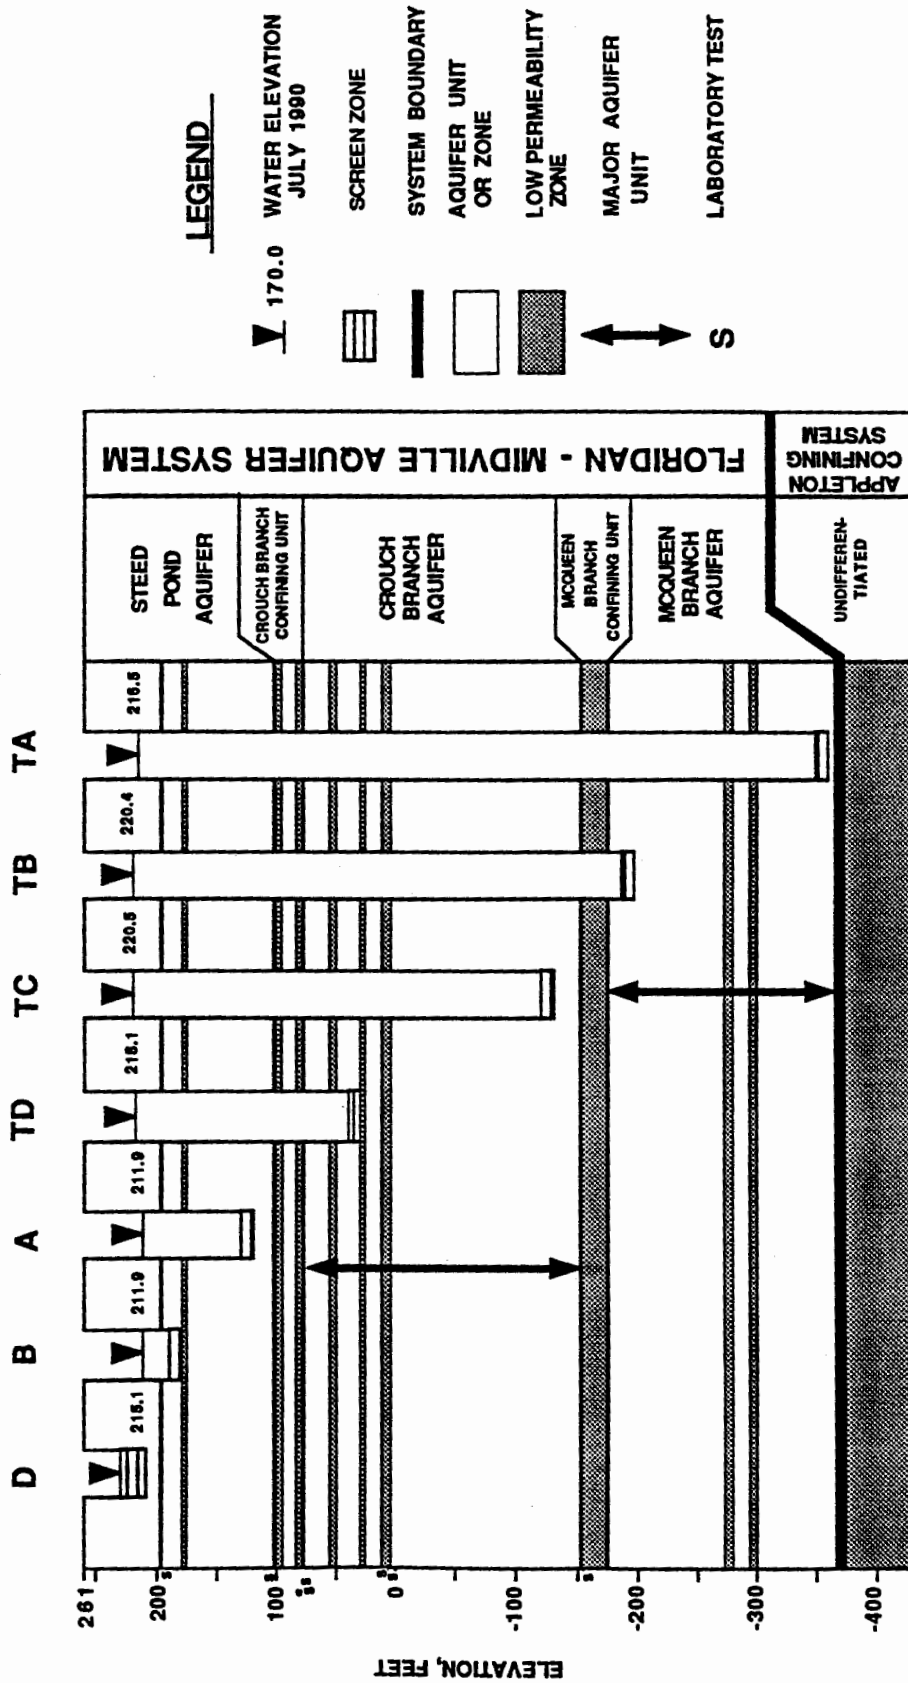 D
B
A
TD
TC
TB
TA
215.1
211.9
211.9
218.1
220.5
220.4
216.5
ELEVATION, FEET
261
200
100
0
-100
-200
-300
-400
S
S
S
S
S
S
S
STEED
POND
AQUIFER
CROUCH BRANCH
CONFINING UNIT
CROUCH
BRANCH
AQUIFER
MCQUEEN
BRANCH
CONFINING UNIT
MCQUEEN
BRANCH
AQUIFER
UNDIFFEREN-
TIATED
FLORIDAN - MIDVILLE AQUIFER SYSTEM
APPLETON
CONFINING
SYSTEM
LEGEND
170.0
WATER ELEVATION
JULY 1990
SCREEN ZONE
SYSTEM BOUNDARY
AQUIFER UNIT
OR ZONE
LOW PERMEABILITY
ZONE
MAJOR AQUIFER
UNIT
S
LABORATORY TEST